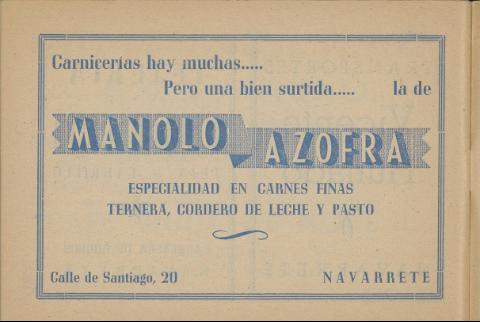 Carnicerías hay muchas.....
Pero una bien surtida..... la de
MANOLO AZOFRA
ESPECIALIDAD EN CARNES FINAS
TERNERA, CORDERO DE LECHE Y PASTO
Calle de Santiago, 20 NAVARRETE